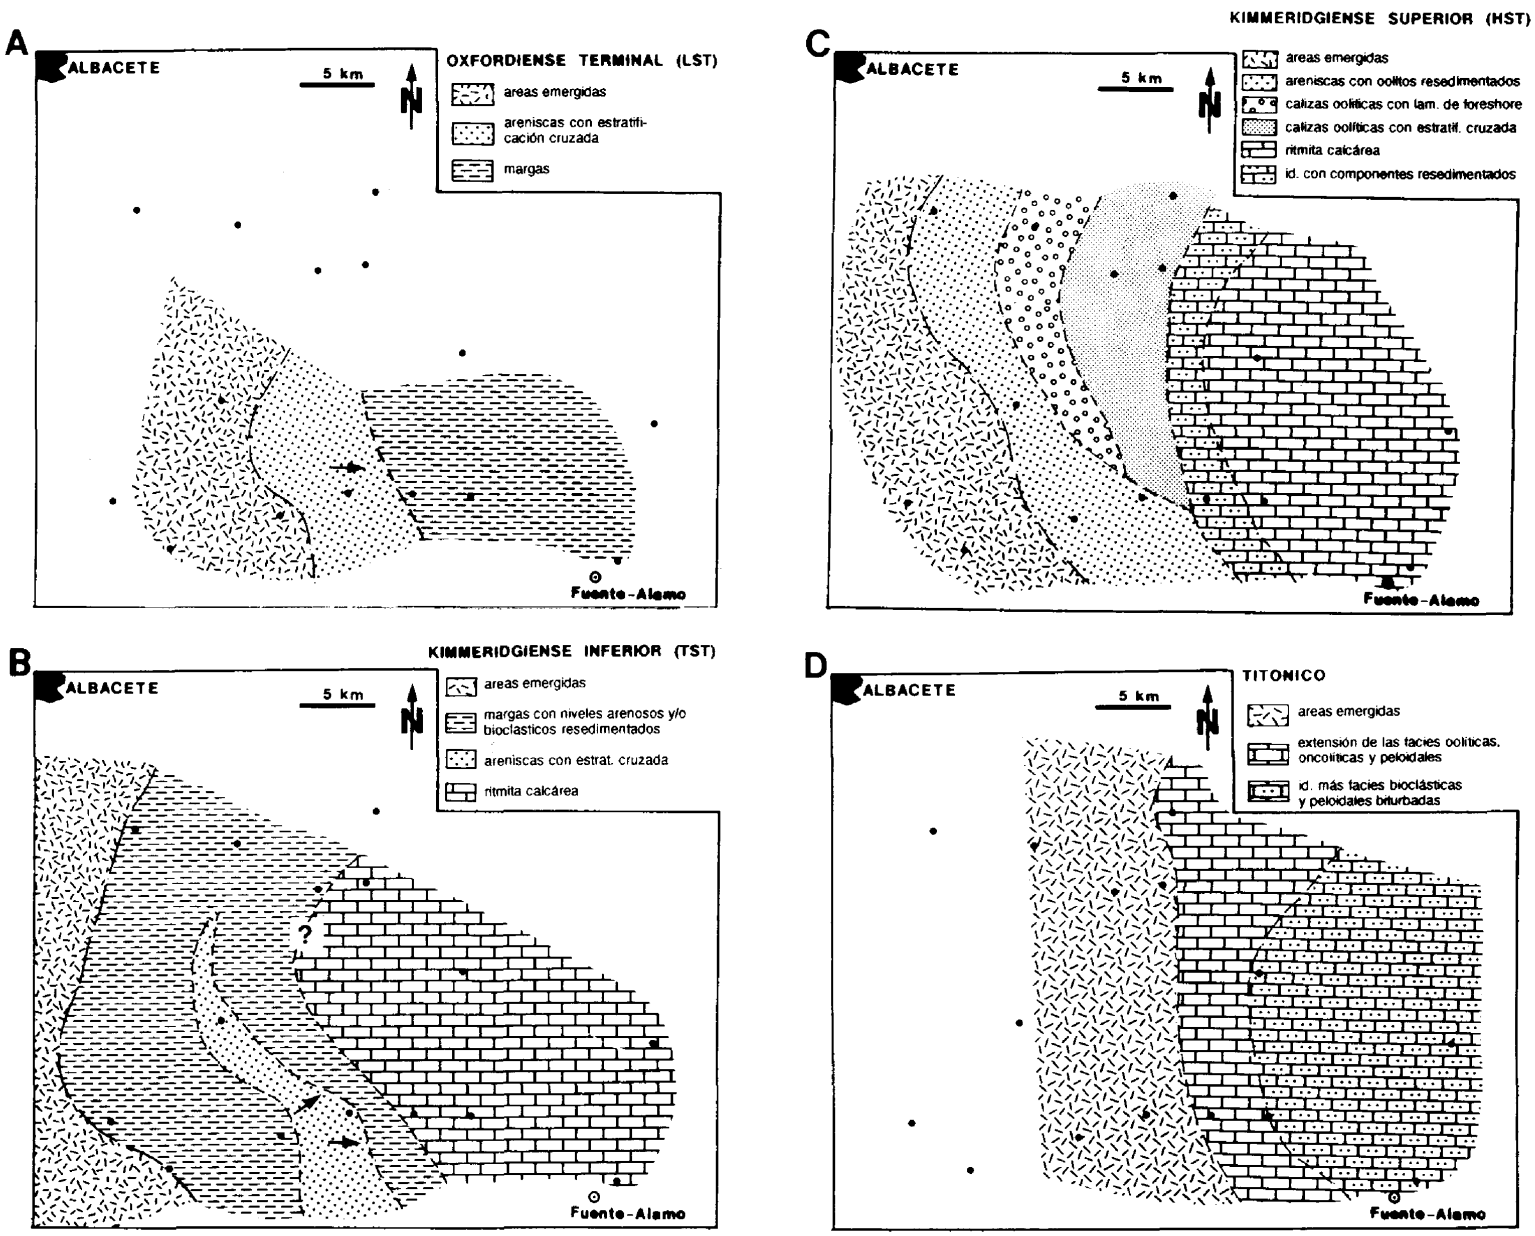 A
ALBACETE
5 km
N
OXFORDIENSE TERMINAL (LST)
areas emergidas
areniscas con estratifi-
cación cruzada
margas
Fuente-Alamo
C
KIMMERIDGIENSE SUPERIOR (HST)
ALBACETE
5 km
N
areas emergidas
areniscas con oolitos resedimentados
calizas oolíticas con lam. de foreshore
calizas oolíticas con estratif. cruzada
ritmita calcárea
id. con componentes resedimentados
Fuente-Alamo
B
KIMMERIDGIENSE INFERIOR (TST)
ALBACETE
5 km
N
areas emergidas
margas con niveles arenosos y/o
bioclasticos resedimentados
areniscas con estrat. cruzada
ritmita calcárea
?
Fuente-Alamo
D
TITONICO
ALBACETE
5 km
N
areas emergidas
extensión de las facies oolíticas,
oncolíticas y peloidales
id. más facies bioclásticas
y peloidales biturbadas
Fuente-Alamo